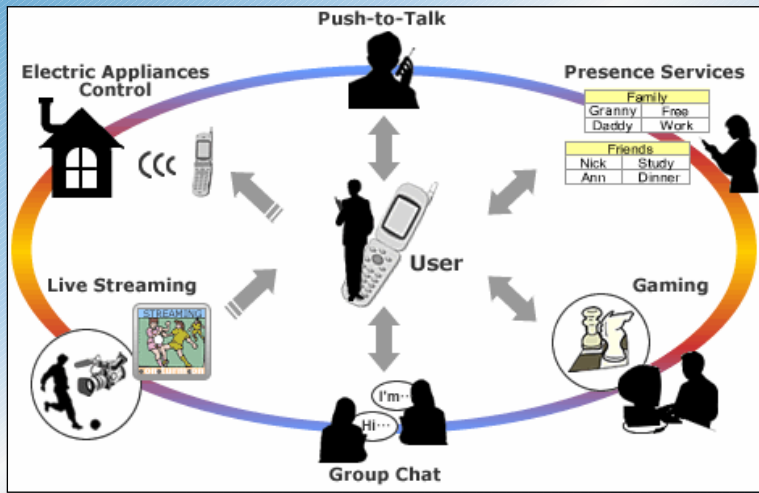 Push-to-Talk
Electric Appliances
Control
Presence Services
Family
Granny Free
Daddy Work
Friends
Nick Study
Ann Dinner
User
Live Streaming
STREAMING
Gaming
I'm…
Hi…
Group Chat